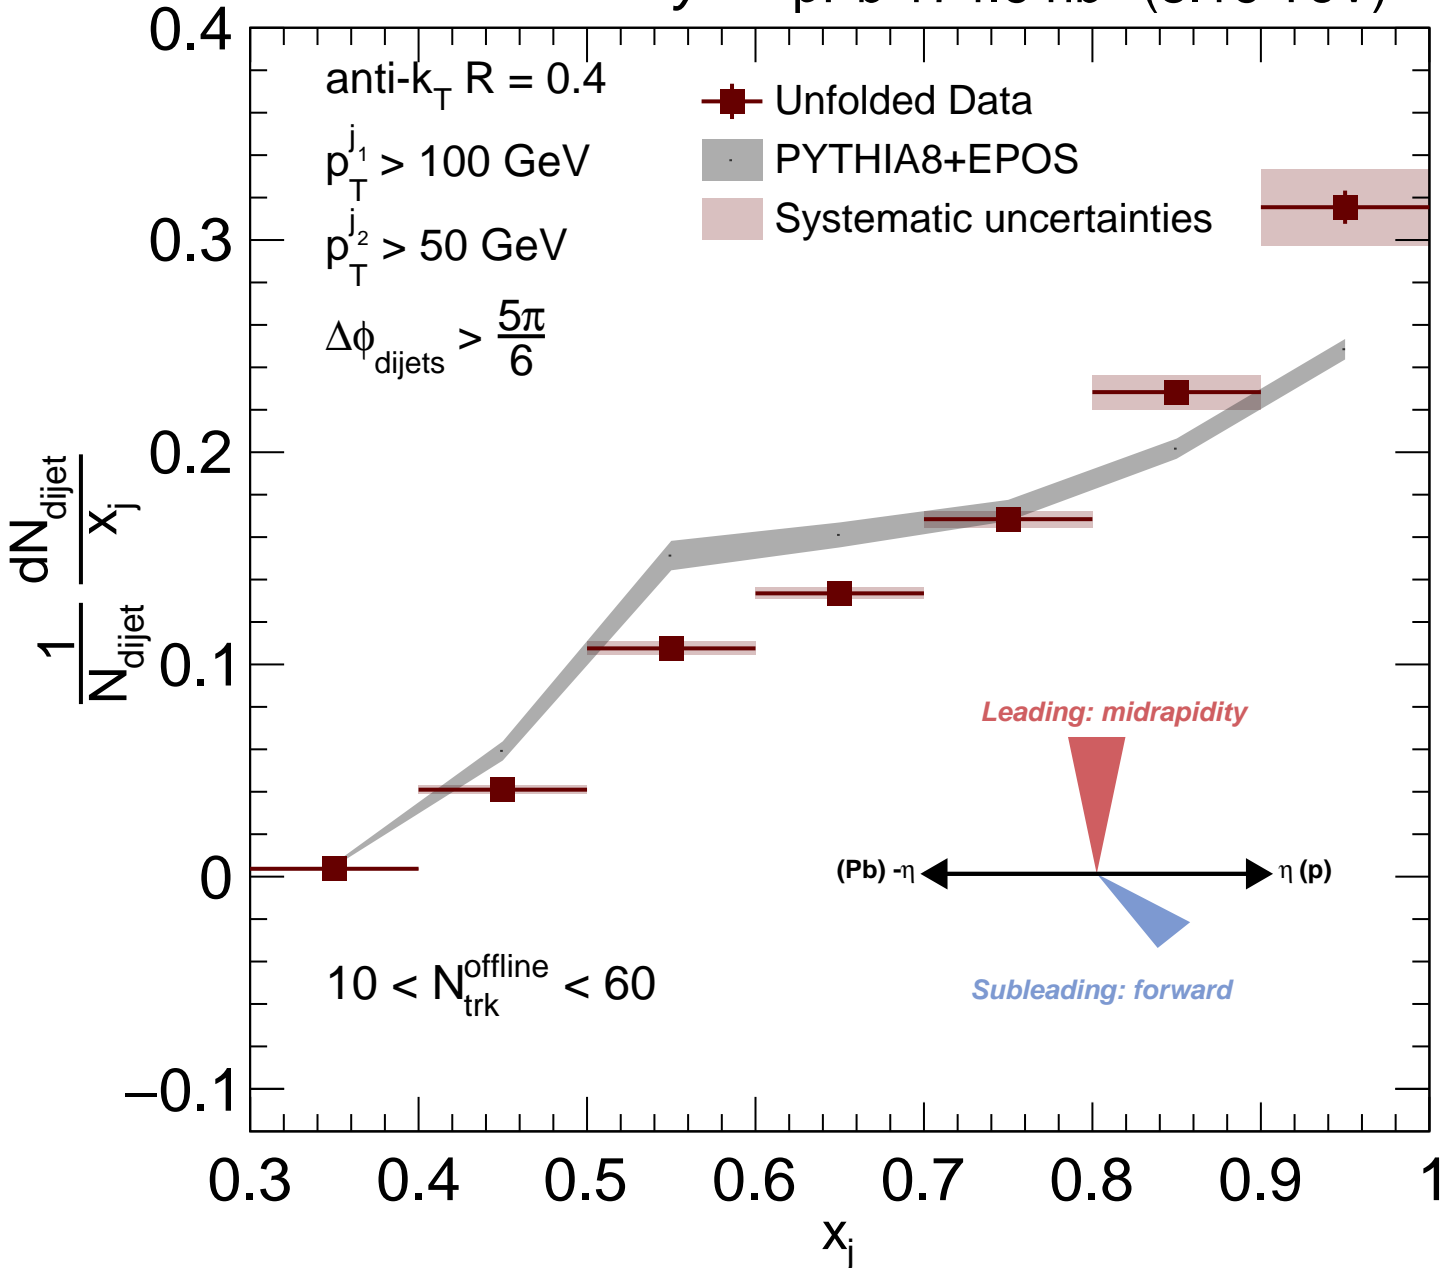 anti-k_T R = 0.4
p_T^{j_1} > 100 GeV
p_T^{j_2} > 50 GeV
Δϕ_dijets > 5π/6
Unfolded Data
PYTHIA8+EPOS
Systematic uncertainties
1/N_dijet dN_dijet/x_j
0.4
0.3
0.2
0.1
0
−0.1
Leading: midrapidity
(Pb) -η
η (p)
Subleading: forward
10 < N_trk^offline < 60
0.3 0.4 0.5 0.6 0.7 0.8 0.9 1
x_j